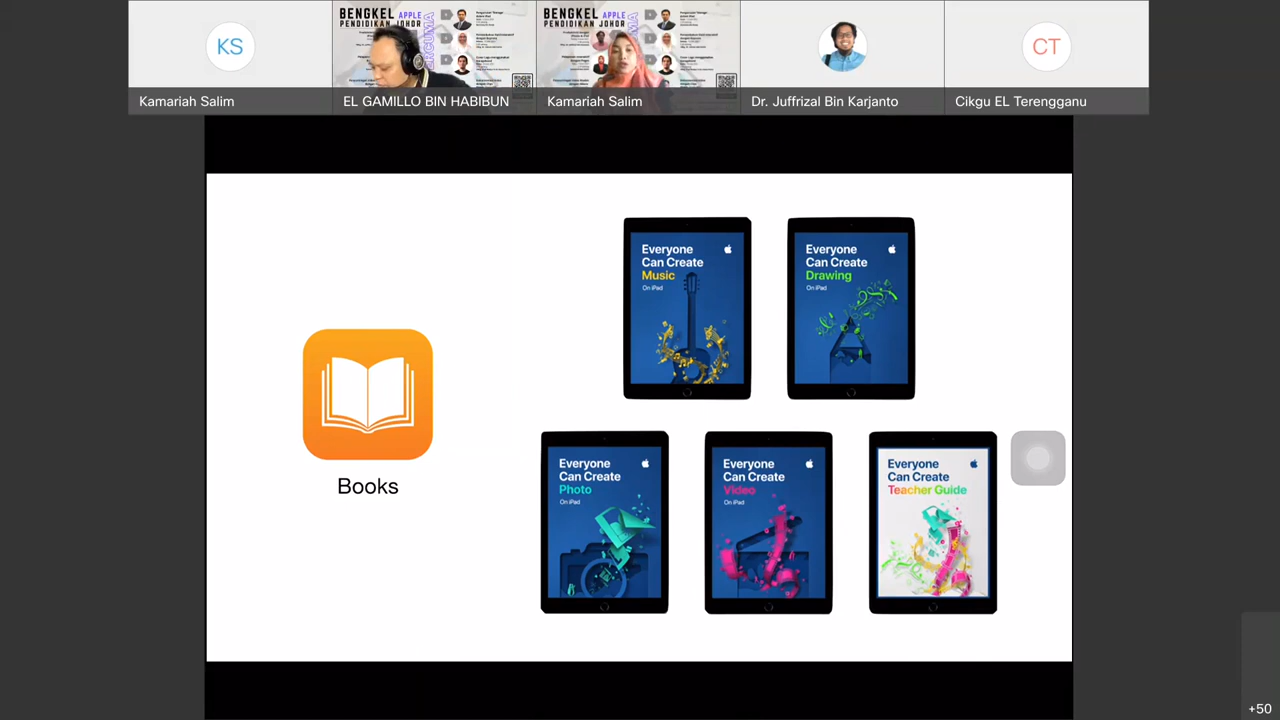 KS
Kamariah Salim
BENGKEL APPLE
PENDIDIKAN JOHOR
EL GAMILLO BIN HABIBUN
BENGKEL APPLE
PENDIDIKAN JOHOR
Kamariah Salim
Dr. Juffrizal Bin Karjanto
CT
Cikgu EL Terengganu
Books
Everyone
Can Create
Music
On iPad
Everyone
Can Create
Drawing
On iPad
Everyone
Can Create
Photo
On iPad
Everyone
Can Create
Video
On iPad
Everyone
Can Create
Teacher Guide
+50